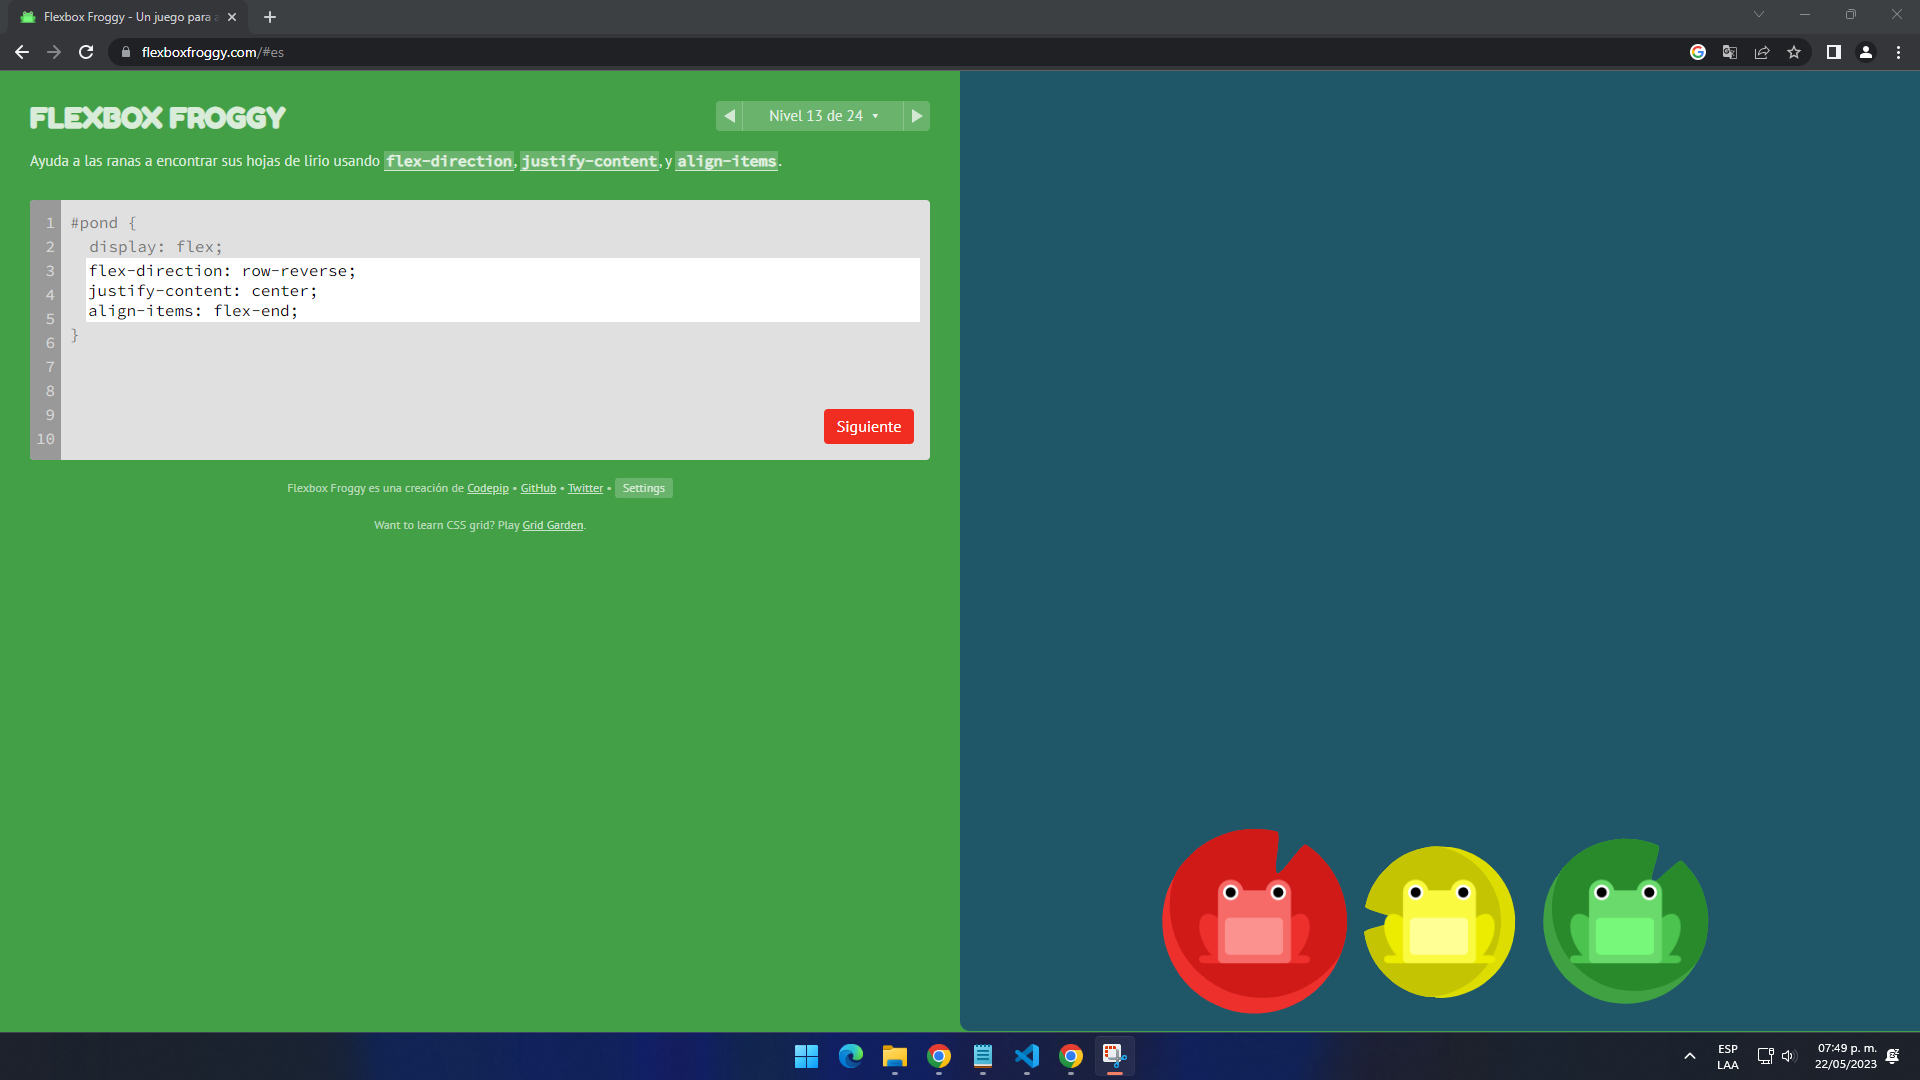 Flexbox Froggy - Un juego para a
flexboxfroggy.com/#es
FLEXBOX FROGGY
Nivel 13 de 24
Ayuda a las ranas a encontrar sus hojas de lirio usando flex-direction, justify-content, y align-items.
1 #pond {
2 display: flex;
3 flex-direction: row-reverse;
4 justify-content: center;
5 align-items: flex-end;
6 }
7
8
9
10
Siguiente
Flexbox Froggy es una creación de Codepip • GitHub • Twitter • Settings
Want to learn CSS grid? Play Grid Garden.
ESP
LAA
07:49 p. m.
22/05/2023